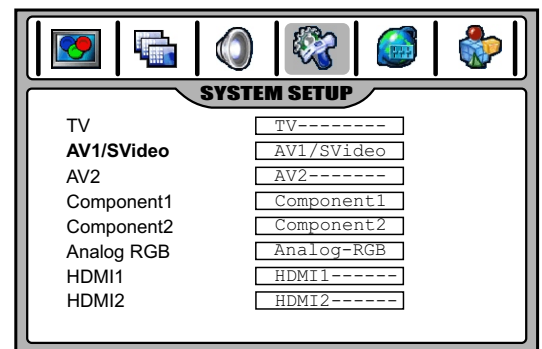 SYSTEM SETUP
TV TV--------
AV1/SVideo AV1/SVideo
AV2 AV2-------
Component1 Component1
Component2 Component2
Analog RGB Analog-RGB
HDMI1 HDMI1------
HDMI2 HDMI2------